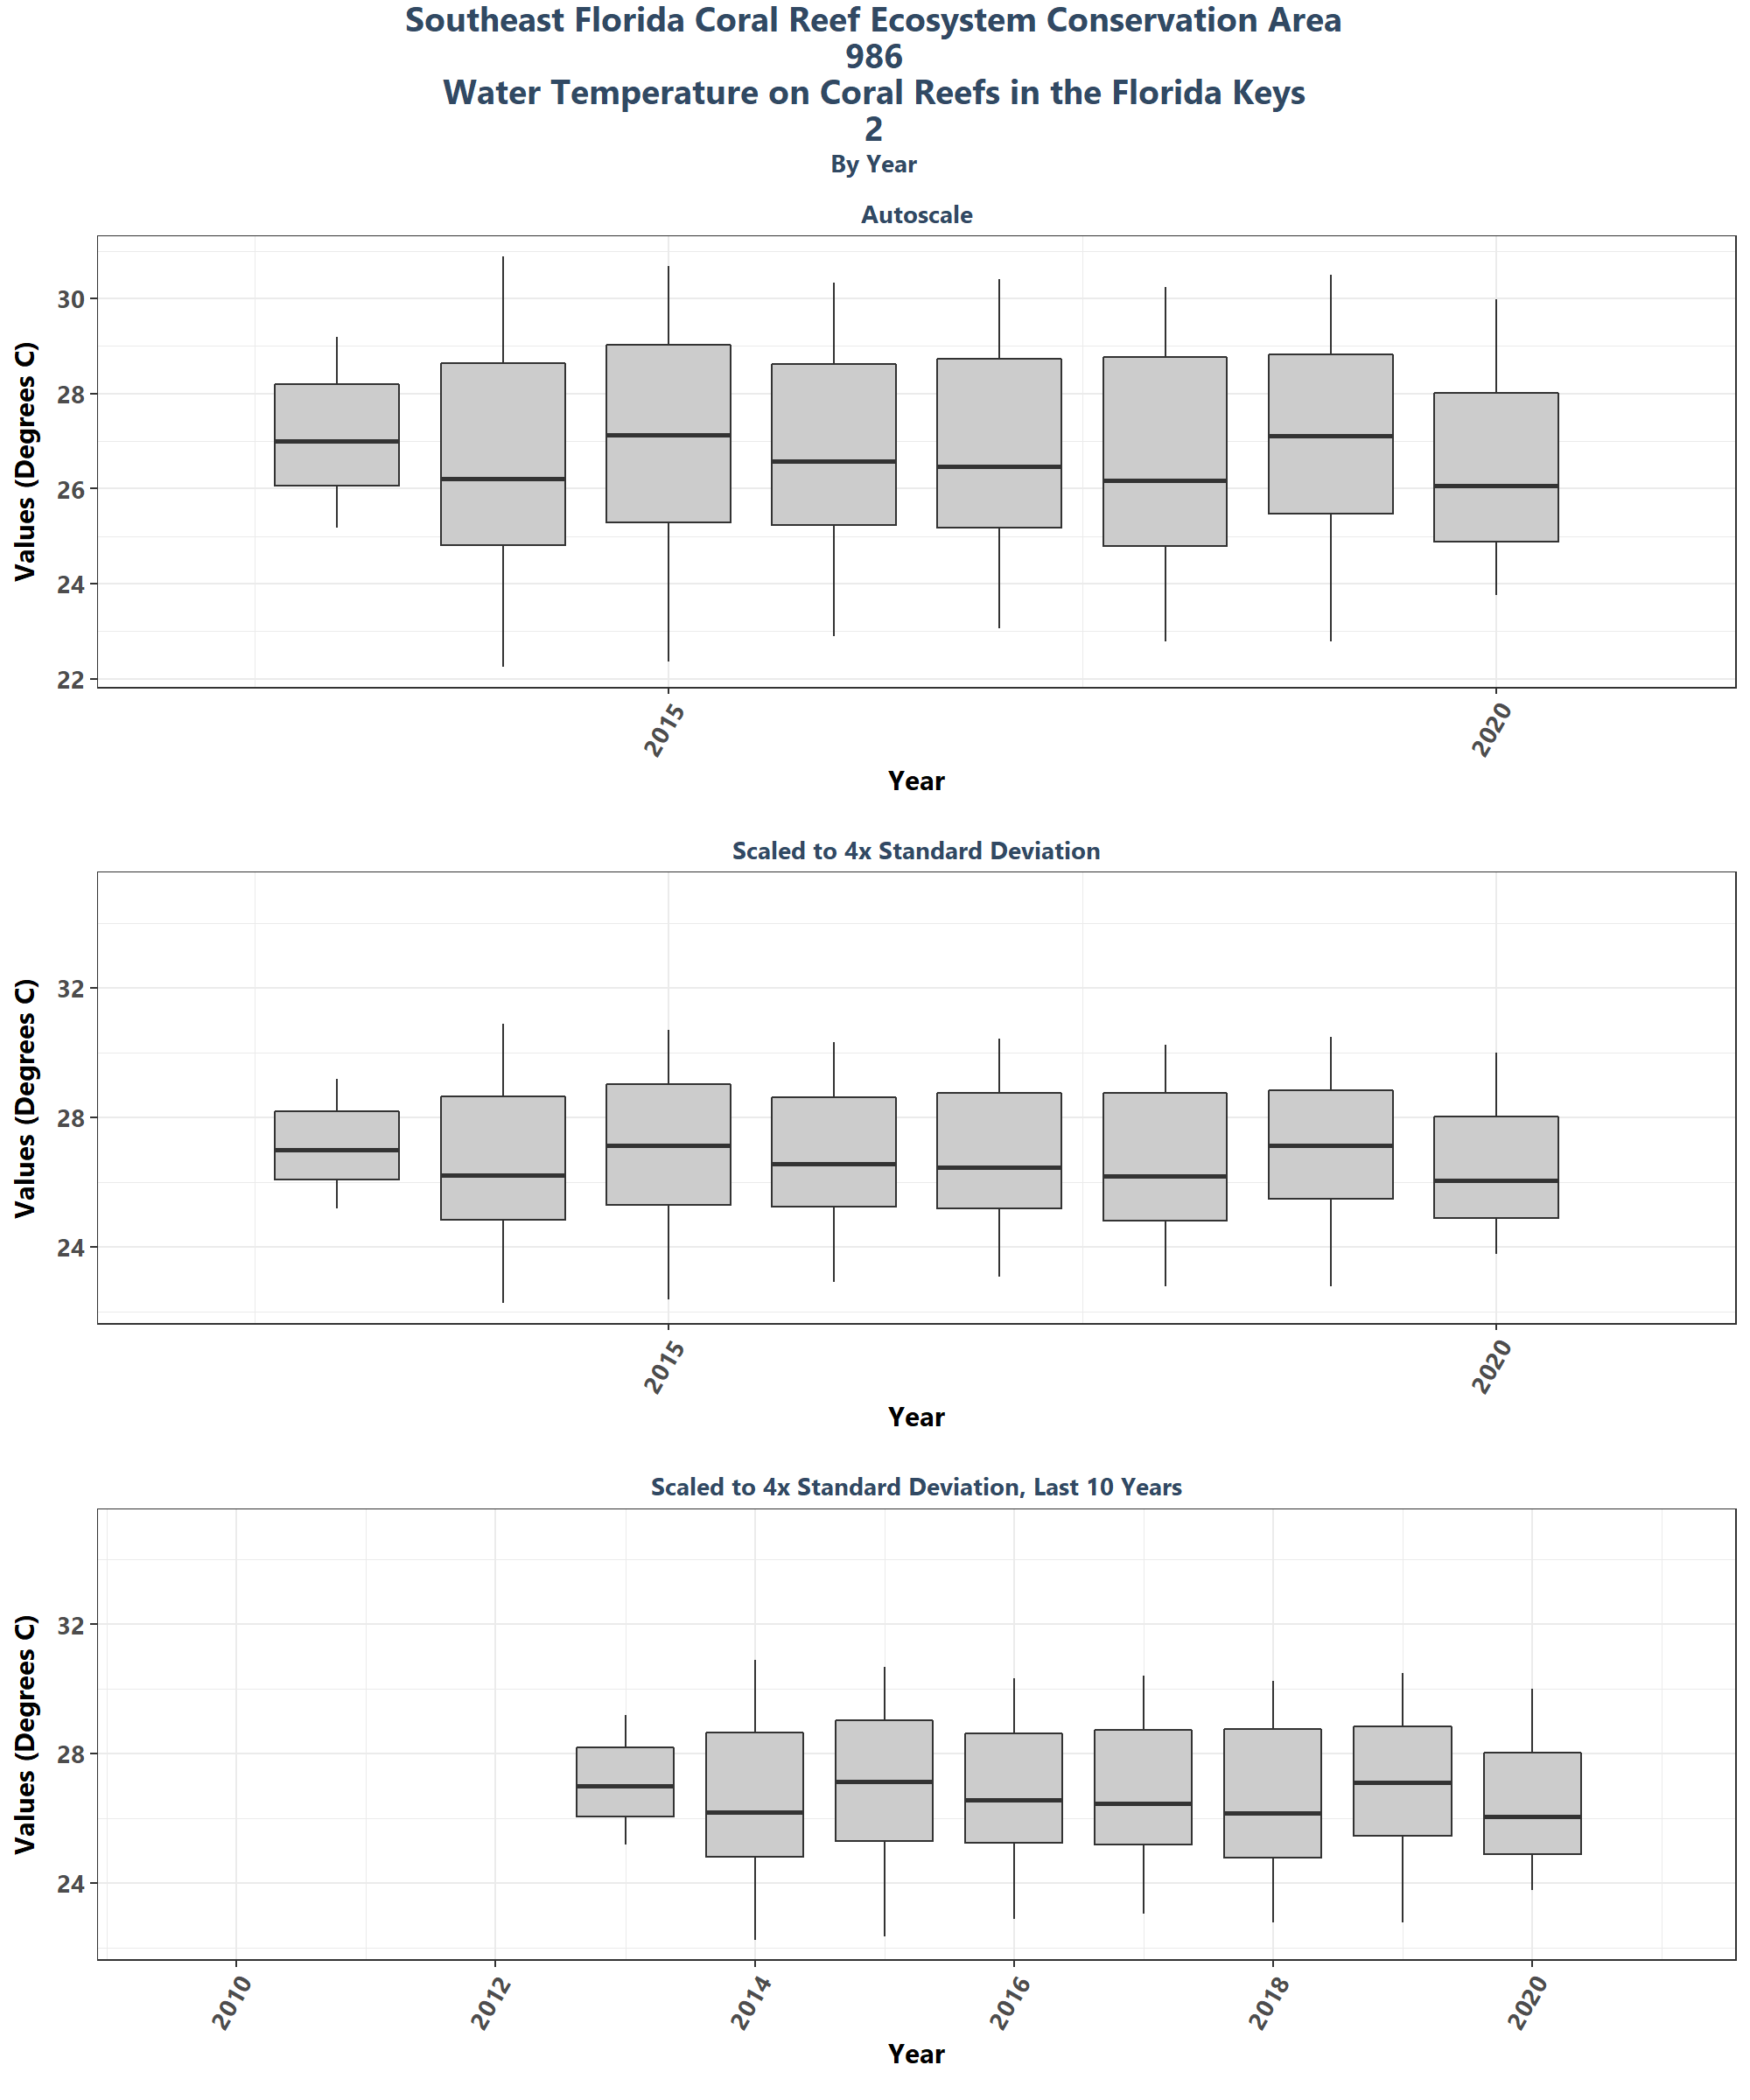 Southeast Florida Coral Reef Ecosystem Conservation Area
986
Water Temperature on Coral Reefs in the Florida Keys
2
By Year
Autoscale
Values (Degrees C)
30
28
26
24
22
2015
2020
Year
Scaled to 4x Standard Deviation
Values (Degrees C)
32
28
24
2015
2020
Year
Scaled to 4x Standard Deviation, Last 10 Years
Values (Degrees C)
32
28
24
2010
2012
2014
2016
2018
2020
Year